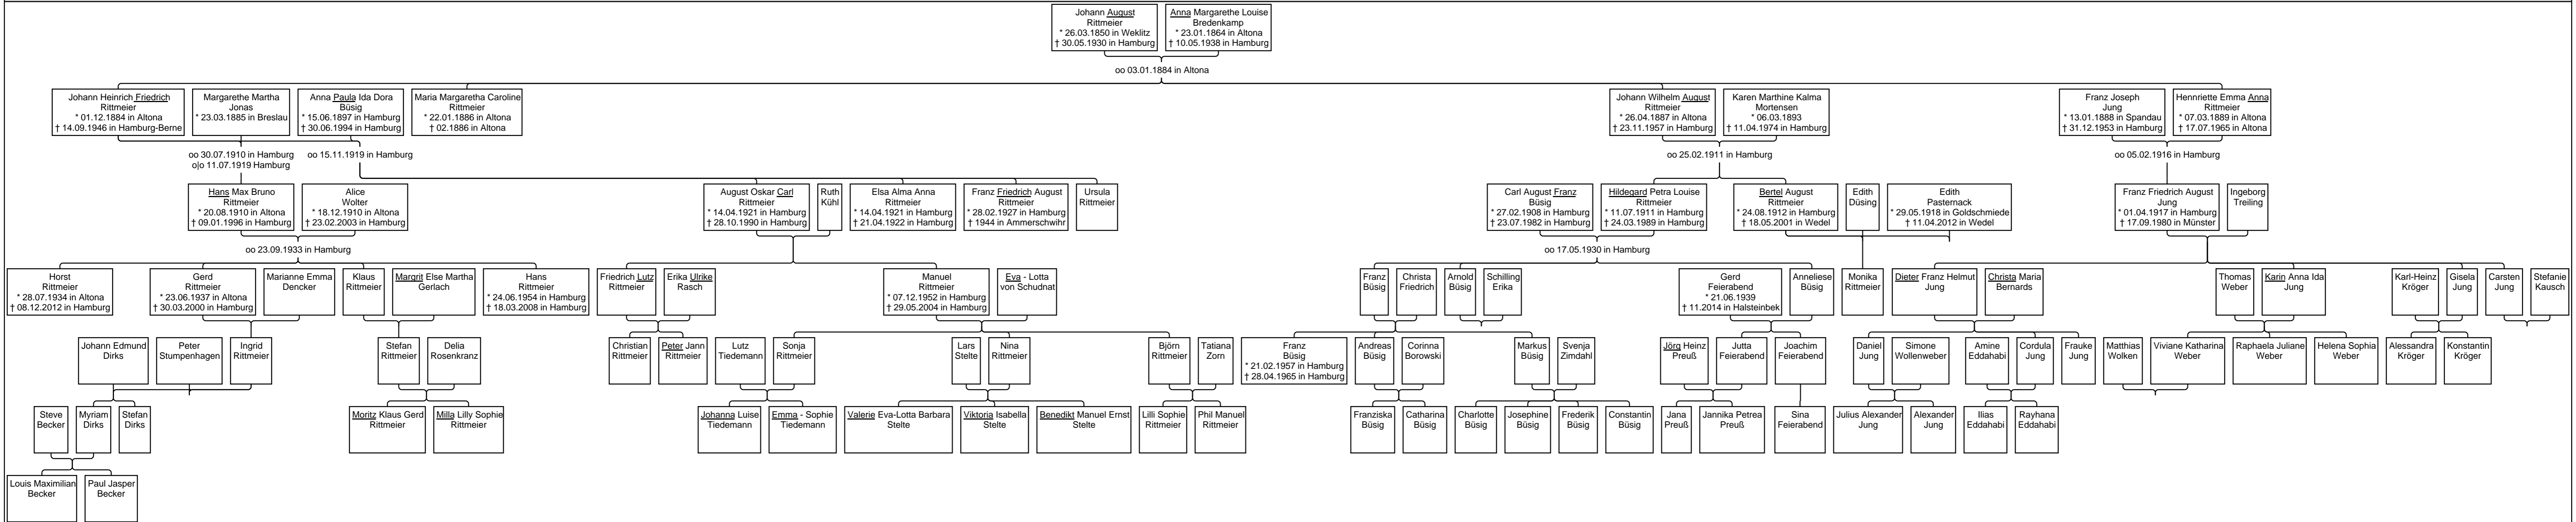 Johann August
Rittmeier
* 26.03.1850 in Weklitz
† 30.05.1930 in Hamburg
Anna Margarethe Louise
Bredenkamp
* 23.01.1864 in Altona
† 10.05.1938 in Hamburg
oo 03.01.1884 in Altona
Johann Heinrich Friedrich
Rittmeier
* 01.12.1884 in Altona
† 14.09.1946 in Hamburg-Berne
Margarethe Martha
Jonas
* 23.03.1885 in Breslau
Anna Paula Ida Dora
Büsig
* 15.06.1897 in Hamburg
† 30.06.1994 in Hamburg
Maria Margaretha Caroline
Rittmeier
* 22.01.1886 in Altona
† 02.1886 in Altona
Johann Wilhelm August
Rittmeier
* 26.04.1887 in Altona
† 23.11.1957 in Hamburg
Karen Marthine Kalma
Mortensen
* 06.03.1893
† 11.04.1974 in Hamburg
Franz Joseph
Jung
* 13.01.1888 in Spandau
† 31.12.1953 in Hamburg
Hennriette Emma Anna
Rittmeier
* 07.03.1889 in Altona
† 17.07.1965 in Altona
oo 30.07.1910 in Hamburg
o|o 11.07.1919 Hamburg
oo 15.11.1919 in Hamburg
oo 25.02.1911 in Hamburg
oo 05.02.1916 in Hamburg
Hans Max Bruno
Rittmeier
* 20.08.1910 in Altona
† 09.01.1996 in Hamburg
Alice
Wolter
* 18.12.1910 in Altona
† 23.02.2003 in Hamburg
August Oskar Carl
Rittmeier
* 14.04.1921 in Hamburg
† 28.10.1990 in Hamburg
Ruth
Kühl
Elsa Alma Anna
Rittmeier
* 14.04.1921 in Hamburg
† 21.04.1922 in Hamburg
Franz Friedrich August
Rittmeier
* 28.02.1927 in Hamburg
† 1944 in Ammerschwihr
Ursula
Rittmeier
Carl August Franz
Büsig
* 27.02.1908 in Hamburg
† 23.07.1982 in Hamburg
Hildegard Petra Louise
Rittmeier
* 11.07.1911 in Hamburg
† 24.03.1989 in Hamburg
Bertel August
Rittmeier
* 24.08.1912 in Hamburg
† 18.05.2001 in Wedel
Edith
Düsing
Edith
Pasternack
* 29.05.1918 in Goldschmiede
† 11.04.2012 in Wedel
Franz Friedrich August
Jung
* 01.04.1917 in Hamburg
† 17.09.1980 in Münster
Ingeborg
Treiling
oo 23.09.1933 in Hamburg
oo 17.05.1930 in Hamburg
Horst
Rittmeier
* 28.07.1934 in Altona
† 08.12.2012 in Hamburg
Gerd
Rittmeier
* 23.06.1937 in Altona
† 30.03.2000 in Hamburg
Marianne Emma
Dencker
Klaus
Rittmeier
Margrit Else Martha
Gerlach
Hans
Rittmeier
* 24.06.1954 in Hamburg
† 18.03.2008 in Hamburg
Friedrich Lutz
Rittmeier
Erika Ulrike
Rasch
Manuel
Rittmeier
* 07.12.1952 in Hamburg
† 29.05.2004 in Hamburg
Eva - Lotta
von Schudnat
Franz
Büsig
Christa
Friedrich
Arnold
Büsig
Schilling
Erika
Gerd
Feierabend
* 21.06.1939
† 11.2014 in Halsteinbek
Anneliese
Büsig
Monika
Rittmeier
Dieter Franz Helmut
Jung
Christa Maria
Bernards
Thomas
Weber
Karin Anna Ida
Jung
Karl-Heinz
Kröger
Gisela
Jung
Carsten
Jung
Stefanie
Kausch
Johann Edmund
Dirks
Peter
Stumpenhagen
Ingrid
Rittmeier
Stefan
Rittmeier
Delia
Rosenkranz
Christian
Rittmeier
Peter Jann
Rittmeier
Lutz
Tiedemann
Sonja
Rittmeier
Lars
Stelte
Nina
Rittmeier
Björn
Rittmeier
Tatiana
Zorn
Franz
Büsig
* 21.02.1957 in Hamburg
† 28.04.1965 in Hamburg
Andreas
Büsig
Corinna
Borowski
Markus
Büsig
Svenja
Zimdahl
Jörg Heinz
Preuß
Jutta
Feierabend
Joachim
Feierabend
Daniel
Jung
Simone
Wollenweber
Amine
Eddahabi
Cordula
Jung
Frauke
Jung
Matthias
Wolken
Viviane Katharina
Weber
Raphaela Juliane
Weber
Helena Sophia
Weber
Alessandra
Kröger
Konstantin
Kröger
Steve
Becker
Myriam
Dirks
Stefan
Dirks
Moritz Klaus Gerd
Rittmeier
Milla Lilly Sophie
Rittmeier
Johanna Luise
Tiedemann
Emma - Sophie
Tiedemann
Valerie Eva-Lotta Barbara
Stelte
Viktoria Isabella
Stelte
Benedikt Manuel Ernst
Stelte
Lilli Sophie
Rittmeier
Phil Manuel
Rittmeier
Franziska
Büsig
Catharina
Büsig
Charlotte
Büsig
Josephine
Büsig
Frederik
Büsig
Constantin
Büsig
Jana
Preuß
Jannika Petrea
Preuß
Sina
Feierabend
Julius Alexander
Jung
Alexander
Jung
Ilias
Eddahabi
Rayhana
Eddahabi
Louis Maximilian
Becker
Paul Jasper
Becker